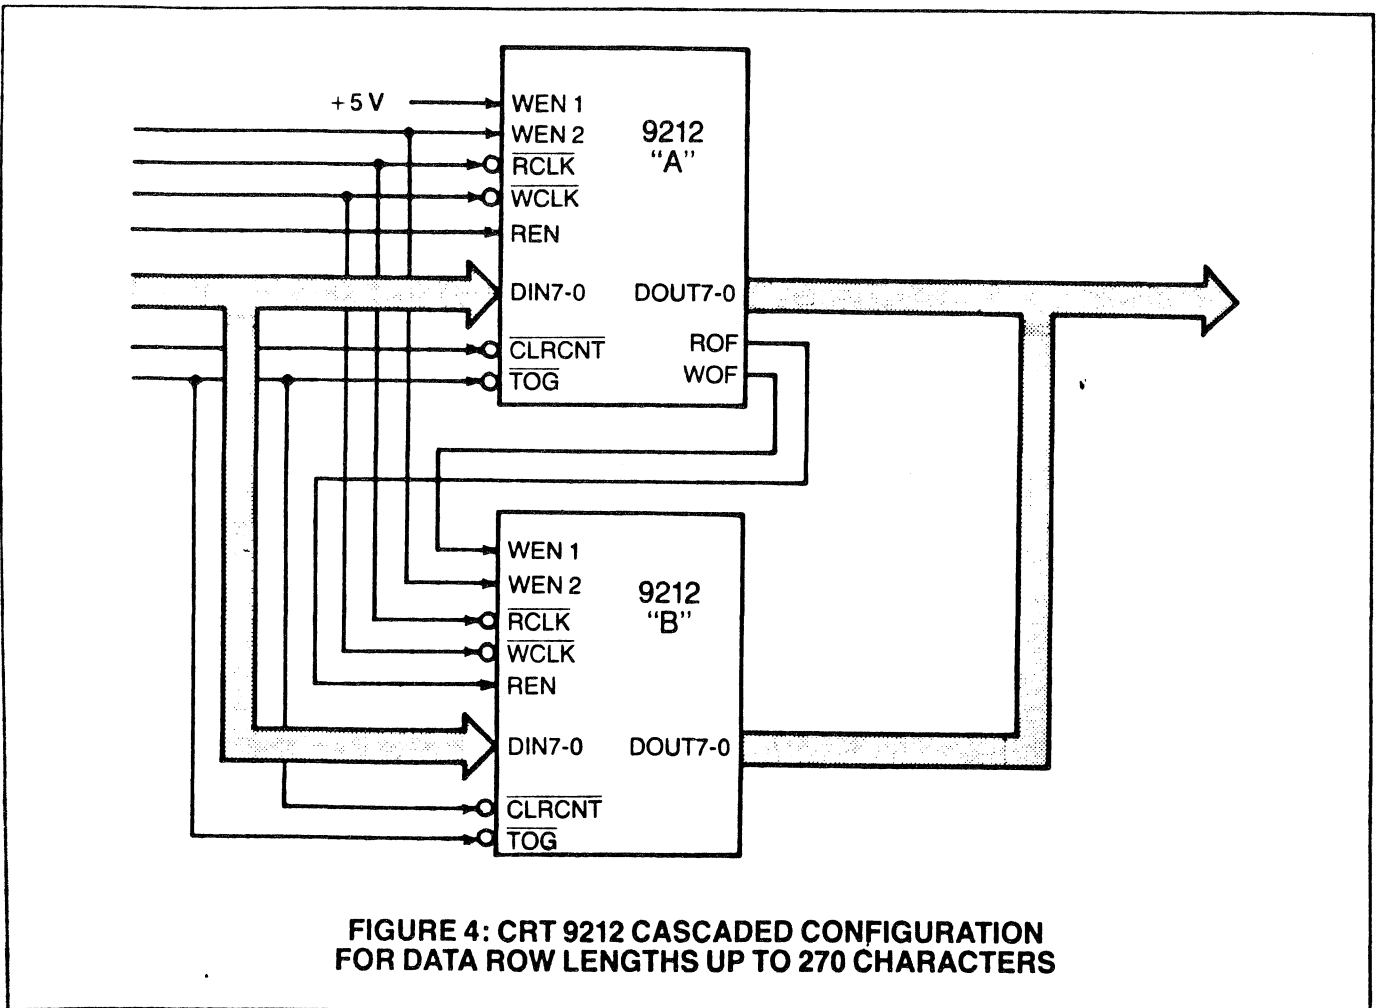 +5 V
WEN 1
WEN 2
RCLK
WCLK
REN
DIN7-0
CLRCNT
TOG
9212
“A”
DOUT7-0
ROF
WOF
WEN 1
WEN 2
RCLK
WCLK
REN
DIN7-0
CLRCNT
TOG
9212
“B”
DOUT7-0
FIGURE 4: CRT 9212 CASCADED CONFIGURATION
FOR DATA ROW LENGTHS UP TO 270 CHARACTERS